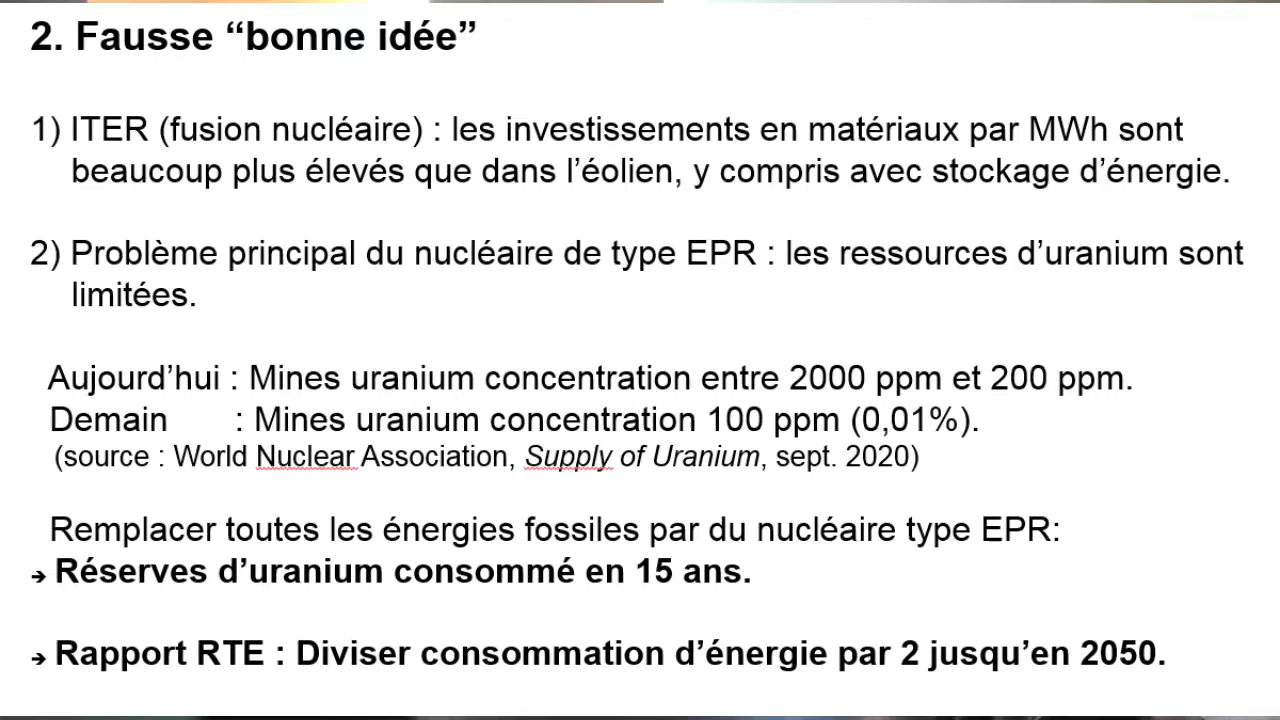 2. Fausse “bonne idée”
1) ITER (fusion nucléaire) : les investissements en matériaux par MWh sont
beaucoup plus élevés que dans l’éolien, y compris avec stockage d’énergie.
2) Problème principal du nucléaire de type EPR : les ressources d’uranium sont
limitées.
Aujourd’hui : Mines uranium concentration entre 2000 ppm et 200 ppm.
Demain : Mines uranium concentration 100 ppm (0,01%).
(source : World Nuclear Association, Supply of Uranium, sept. 2020)
Remplacer toutes les énergies fossiles par du nucléaire type EPR:
➔ Réserves d’uranium consommé en 15 ans.
➔ Rapport RTE : Diviser consommation d’énergie par 2 jusqu’en 2050.